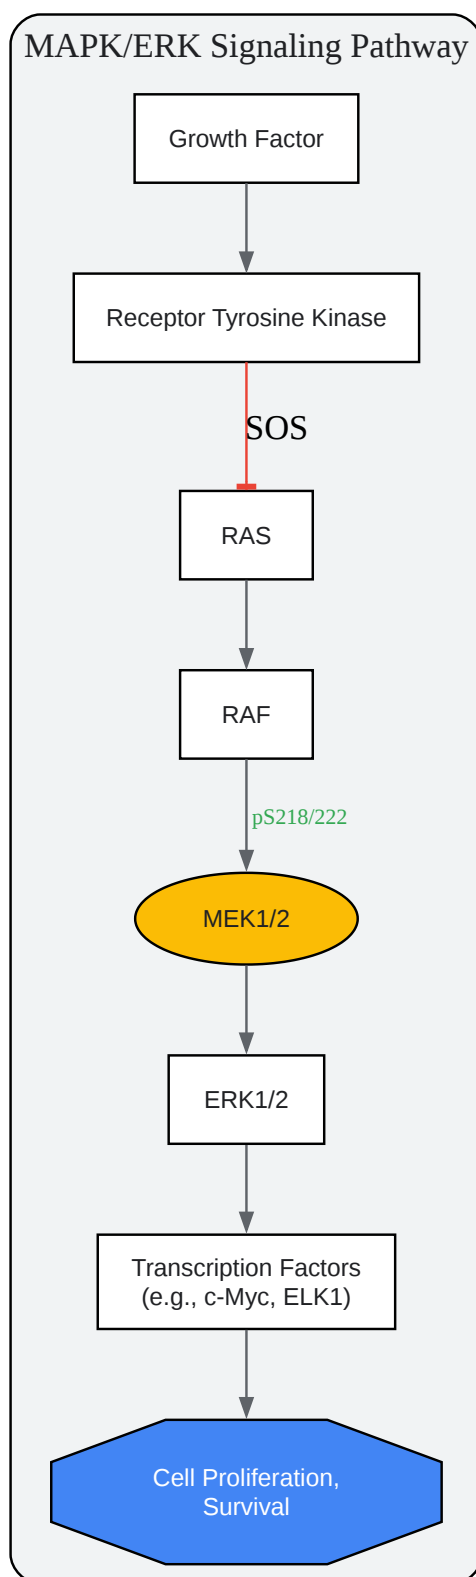 MAPK/ERK Signaling Pathway
Growth Factor
Receptor Tyrosine Kinase
SOS
RAS
RAF
pS218/222
MEK1/2
ERK1/2
Transcription Factors
(e.g., c-Myc, ELK1)
Cell Proliferation,
Survival